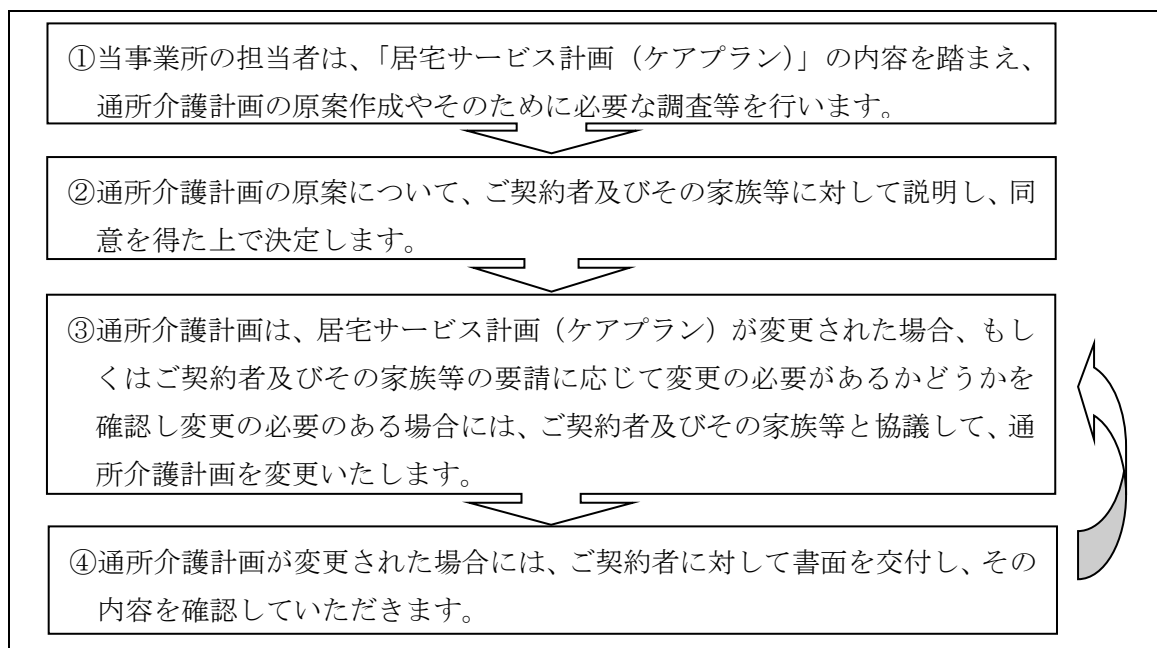 ①当事業所の担当者は、「居宅サービス計画（ケアプラン）」の内容を踏まえ、
通所介護計画の原案作成やそのために必要な調査等を行います。
②通所介護計画の原案について、ご契約者及びその家族等に対して説明し、同
意を得た上で決定します。
③通所介護計画は、居宅サービス計画（ケアプラン）が変更された場合、もし
くはご契約者及びその家族等の要請に応じて変更の必要があるかどうかを
確認し変更の必要のある場合には、ご契約者及びその家族等と協議して、通
所介護計画を変更いたします。
④通所介護計画が変更された場合には、ご契約者に対して書面を交付し、その
内容を確認していただきます。